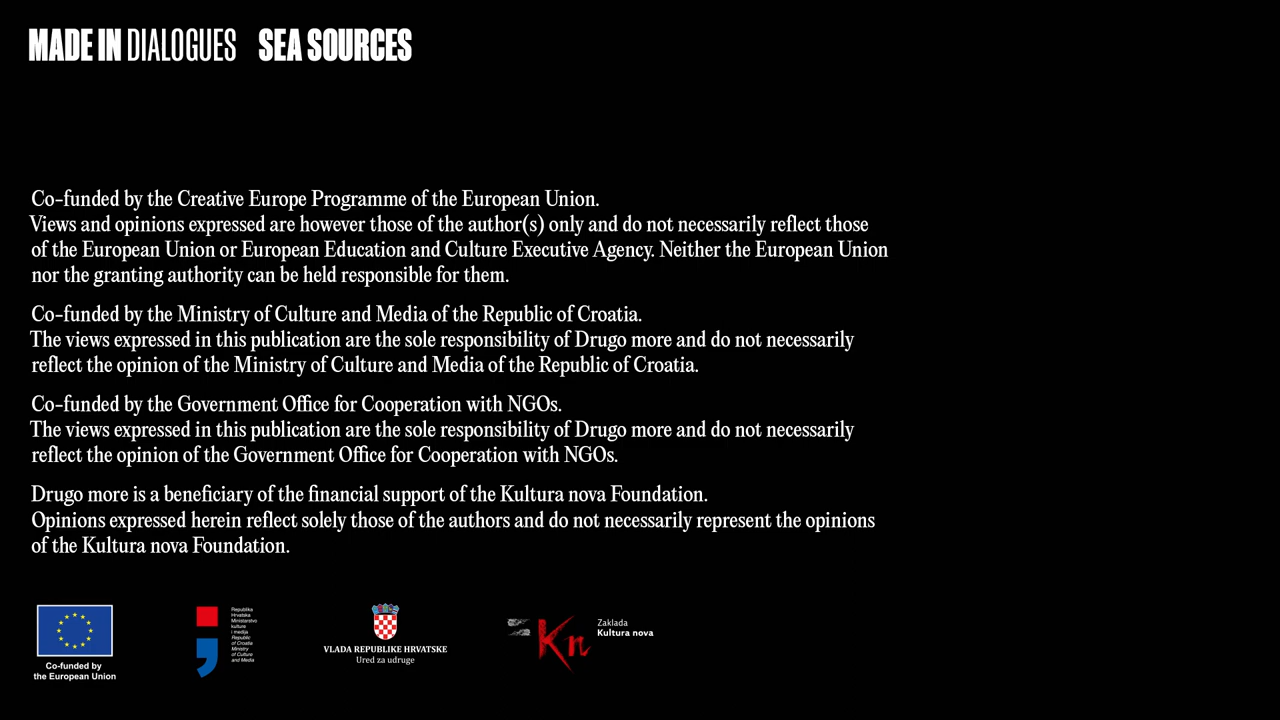 MADE IN DIALOGUES SEA SOURCES
Co-funded by the Creative Europe Programme of the European Union.
Views and opinions expressed are however those of the author(s) only and do not necessarily reflect those
of the European Union or European Education and Culture Executive Agency. Neither the European Union
nor the granting authority can be held responsible for them.
Co-funded by the Ministry of Culture and Media of the Republic of Croatia.
The views expressed in this publication are the sole responsibility of Drugo more and do not necessarily
reflect the opinion of the Ministry of Culture and Media of the Republic of Croatia.
Co-funded by the Government Office for Cooperation with NGOs.
The views expressed in this publication are the sole responsibility of Drugo more and do not necessarily
reflect the opinion of the Government Office for Cooperation with NGOs.
Drugo more is a beneficiary of the financial support of the Kultura nova Foundation.
Opinions expressed herein reflect solely those of the authors and do not necessarily represent the opinions
of the Kultura nova Foundation.
Co-funded by
the European Union
Republika
Hrvatska
Ministarstvo
kulture
i medija
Republic
of Croatia
Ministry
of Culture
and Media
VLADA REPUBLIKE HRVATSKE
Ured za udruge
Kn
Zaklada
Kultura nova